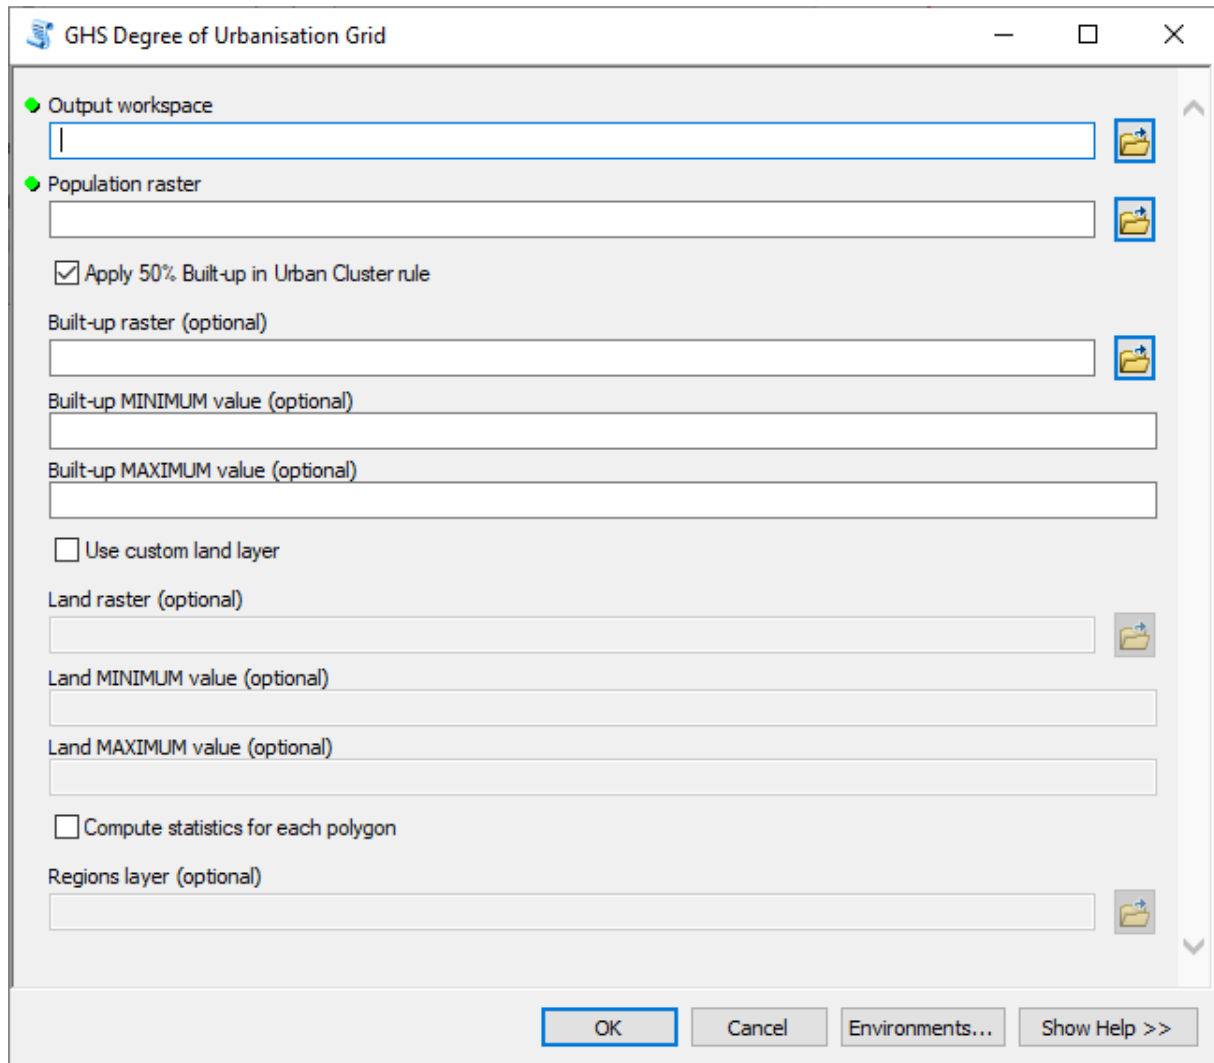 GHS Degree of Urbanisation Grid
Output workspace
Population raster
Apply 50% Built-up in Urban Cluster rule
Built-up raster (optional)
Built-up MINIMUM value (optional)
Built-up MAXIMUM value (optional)
Use custom land layer
Land raster (optional)
Land MINIMUM value (optional)
Land MAXIMUM value (optional)
Compute statistics for each polygon
Regions layer (optional)
OK Cancel Environments... Show Help >>